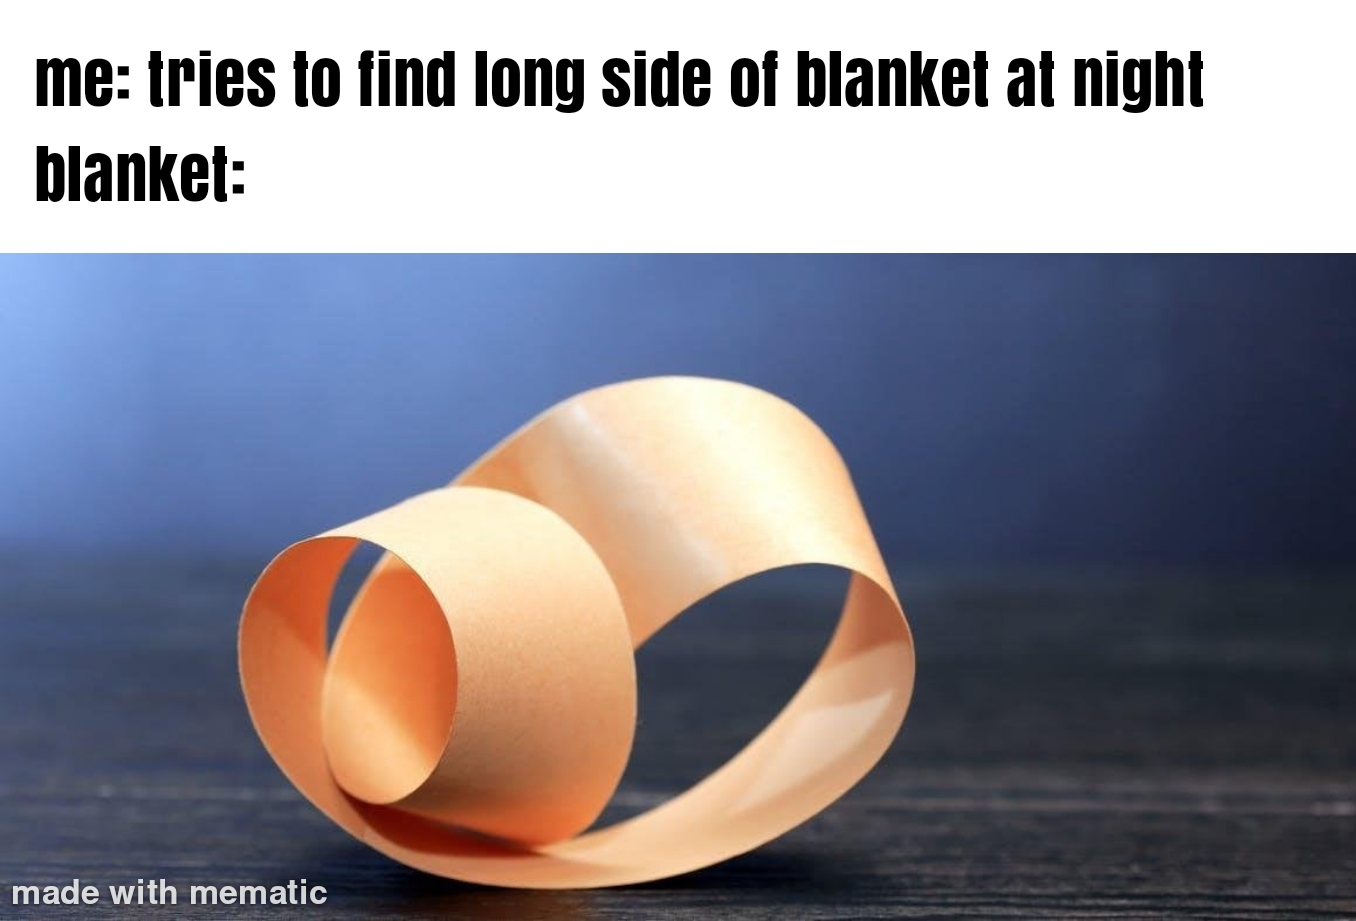 me: tries to find long side of blanket at night
blanket:
made with mematic